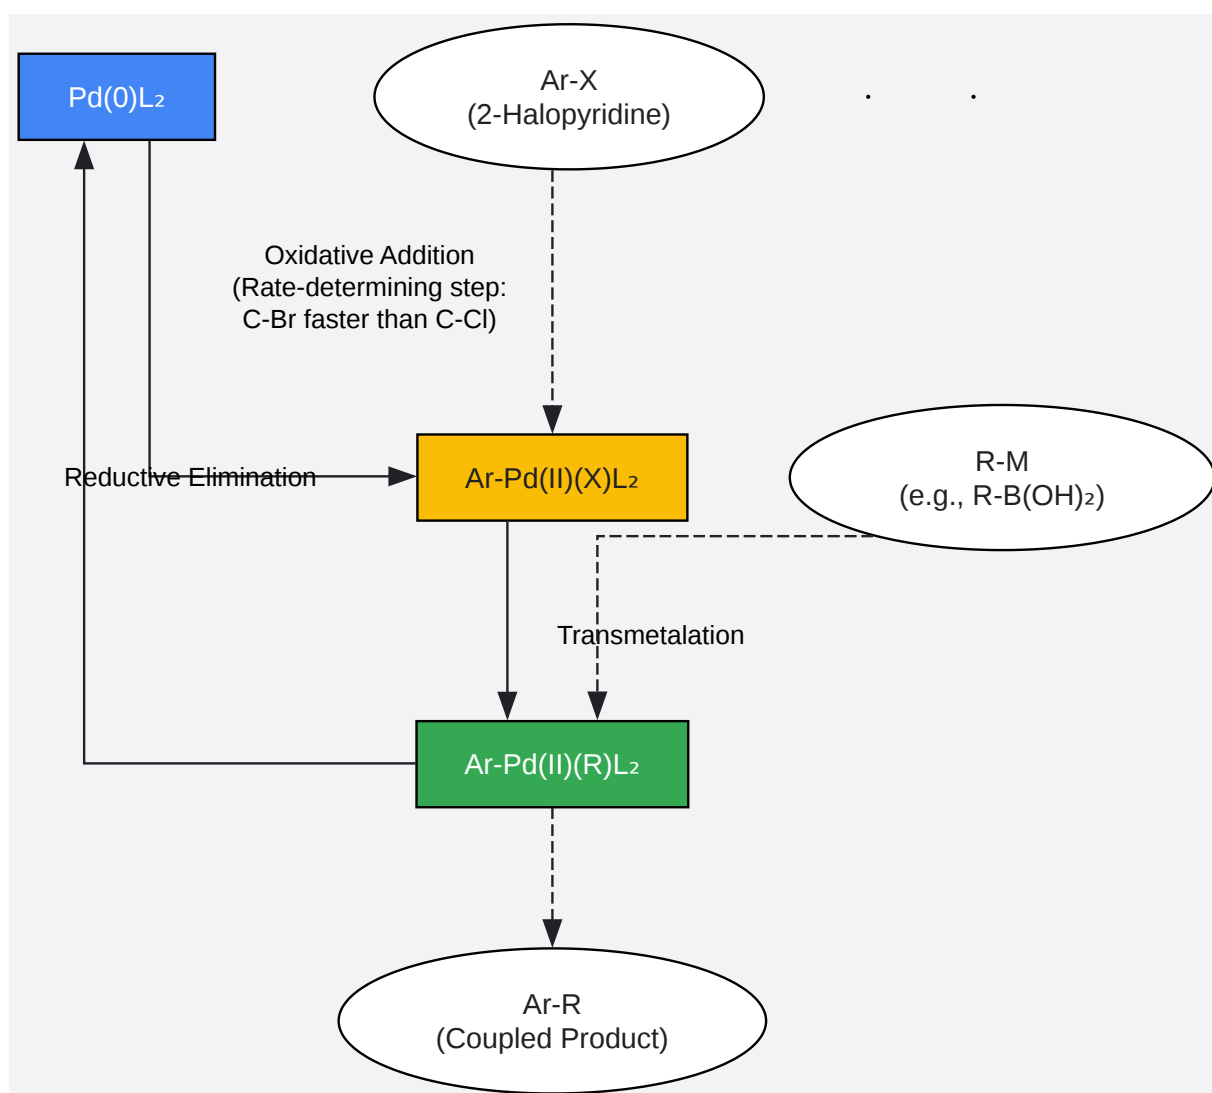 Pd(0)L₂
Ar-X
(2-Halopyridine)
Oxidative Addition
(Rate-determining step:
C-Br faster than C-Cl)
Reductive Elimination
Ar-Pd(II)(X)L₂
R-M
(e.g., R-B(OH)₂)
Transmetalation
Ar-Pd(II)(R)L₂
Ar-R
(Coupled Product)